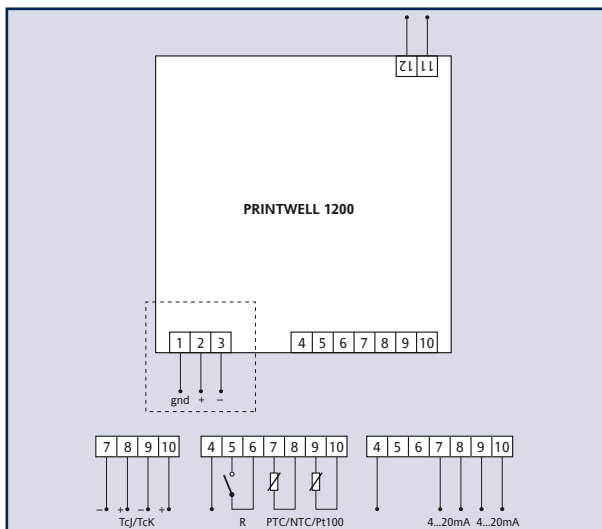 12 11
PRINTWELL 1200
1 2 3
4 5 6 7 8 9 10
gnd + −
7 8 9 10
4 5 6 7 8 9 10
4 5 6 7 8 9 10
− + − +
TcJ/TcK
R
PTC/NTC/Pt100
4...20mA 4...20mA